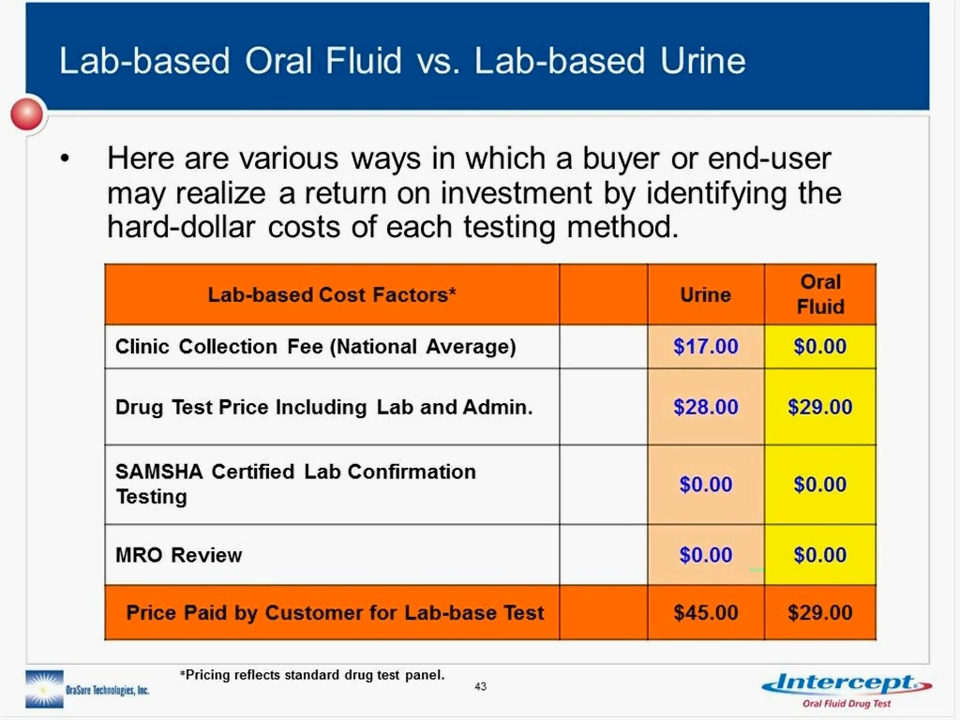 Lab-based Oral Fluid vs. Lab-based Urine
• Here are various ways in which a buyer or end-user
may realize a return on investment by identifying the
hard-dollar costs of each testing method.
Lab-based Cost Factors* Urine Oral
Fluid
Clinic Collection Fee (National Average) $17.00 $0.00
Drug Test Price Including Lab and Admin. $28.00 $29.00
SAMSHA Certified Lab Confirmation
Testing $0.00 $0.00
MRO Review $0.00 $0.00
Price Paid by Customer for Lab-base Test $45.00 $29.00
*Pricing reflects standard drug test panel.
OraSure Technologies, Inc.
43
Intercept®
Oral Fluid Drug Test